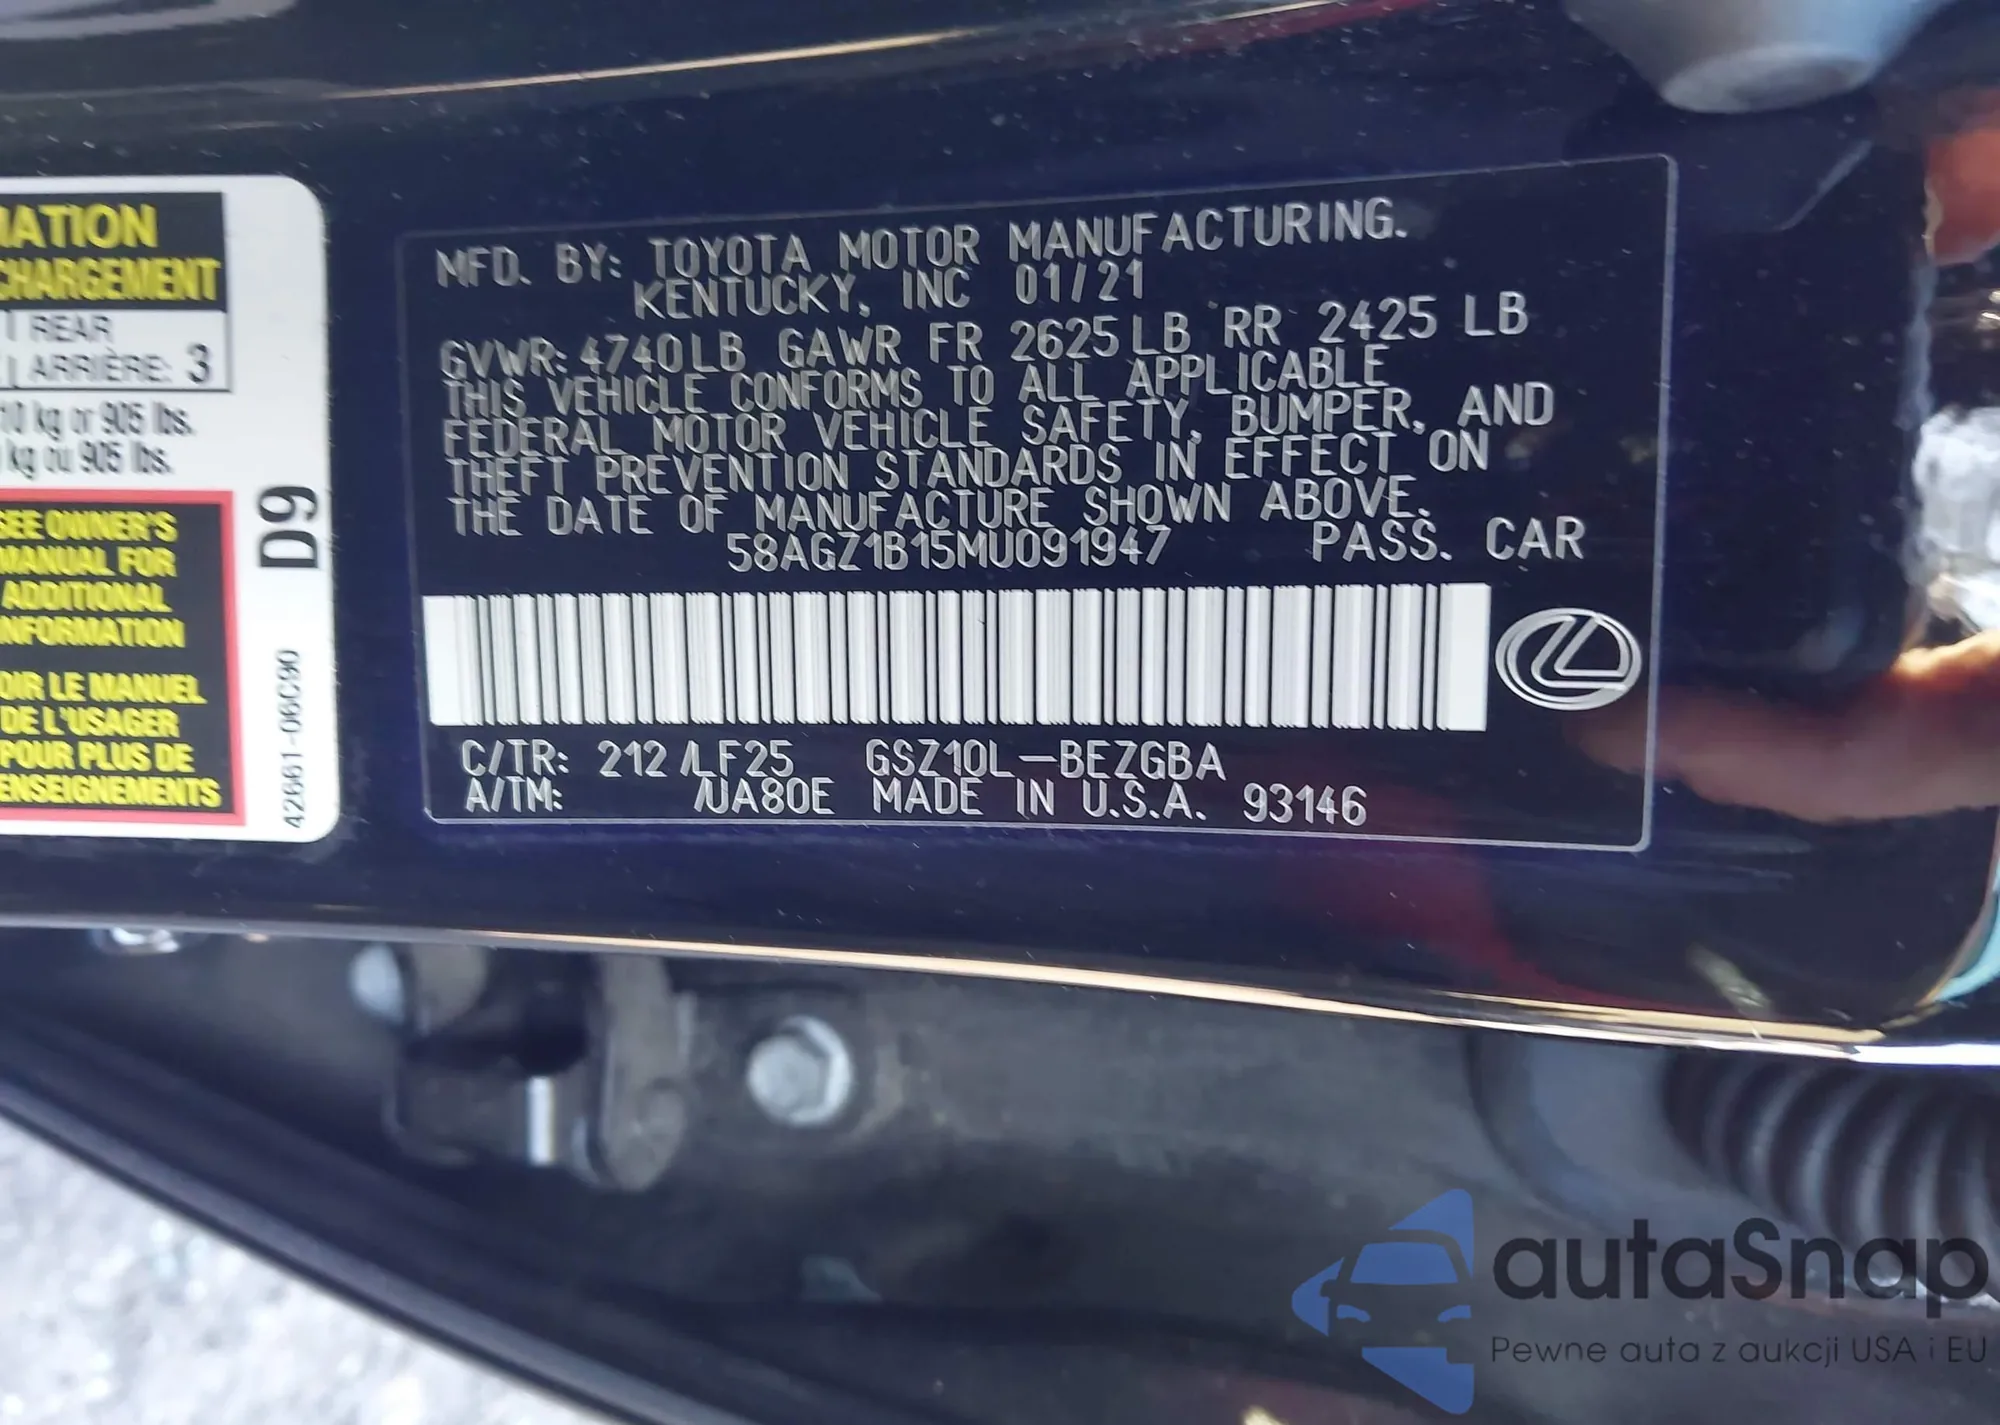 MATION
CHARGEMENT
REAR
ARRIÈRE: 3
10 kg or 905 lbs.
kg ou 905 lbs.
SEE OWNER'S
MANUAL FOR
ADDITIONAL
INFORMATION
OIR LE MANUEL
DE L'USAGER
POUR PLUS DE
ENSEIGNEMENTS
D9
42661-06C90
MFD. BY: TOYOTA MOTOR MANUFACTURING.
KENTUCKY, INC 01/21
GVWR: 4740LB GAWR FR 2625LB RR 2425 LB
THIS VEHICLE CONFORMS TO ALL APPLICABLE
FEDERAL MOTOR VEHICLE SAFETY, BUMPER, AND
THEFT PREVENTION STANDARDS IN EFFECT ON
THE DATE OF MANUFACTURE SHOWN ABOVE.
58AGZ1B15MU091947 PASS. CAR
C/TR: 212 /LF25 GSZ10L-BEZGBA
A/TM: /UA80E MADE IN U.S.A. 93146
autaSnap
Pewne auta z aukcji USA i EU